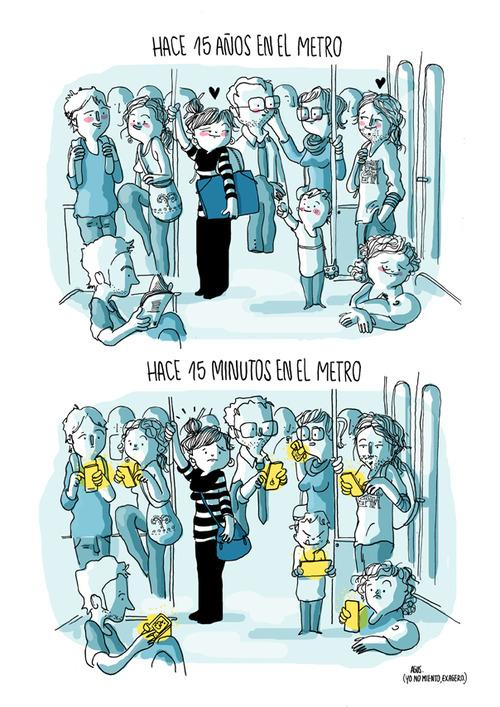 HACE 15 AÑOS EN EL METRO
HACE 15 MINUTOS EN EL METRO
AGUS.
(YO NO MIENTO, EXAGERO.)